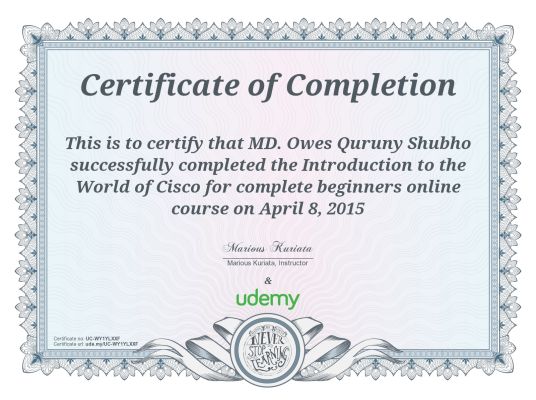 Certificate of Completion
This is to certify that MD. Owes Quruny Shubho
successfully completed the Introduction to the
World of Cisco for complete beginners online
course on April 8, 2015
Marious Kuriata
Marious Kuriata, Instructor
&
udemy
NEVER
STOP
LEARNING
Certificate no: UC-WY1YLXXF
Certificate url: ude.my/UC-WY1YLXXF